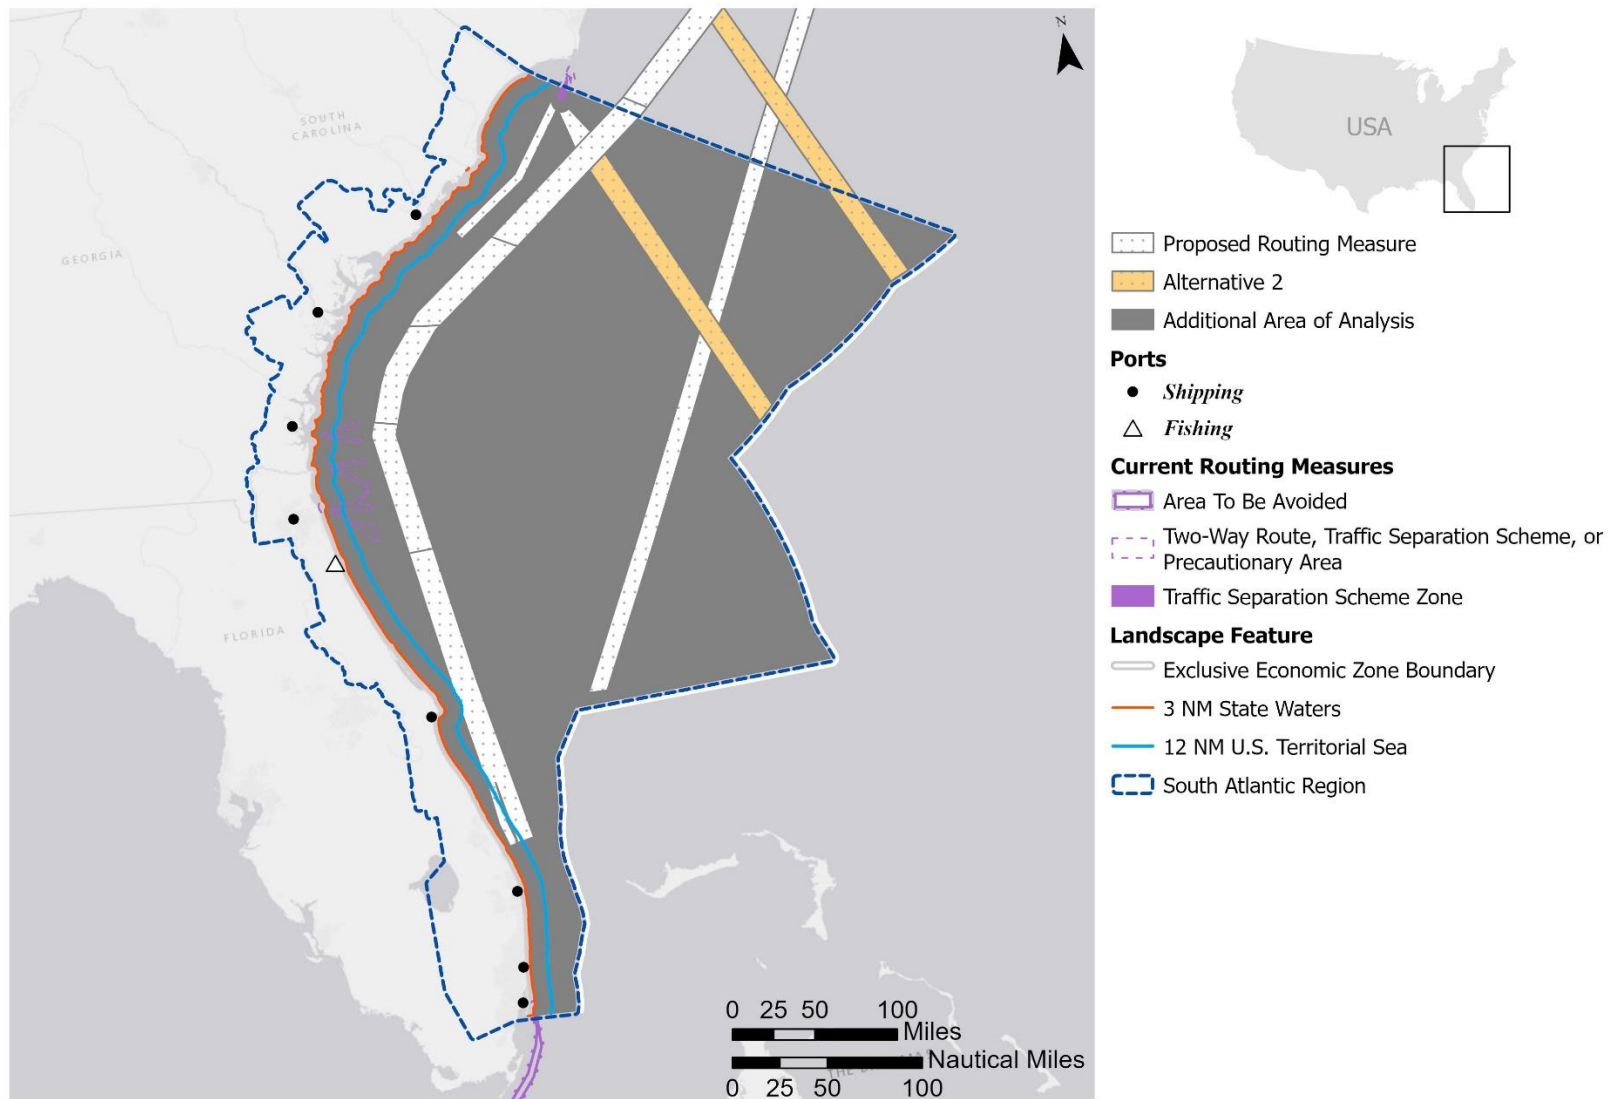 N
SOUTH
CAROLINA
GEORGIA
FLORIDA
0 25 50 100
Miles
Nautical Miles
0 25 50 100
USA
Proposed Routing Measure
Alternative 2
Additional Area of Analysis
Ports
Shipping
Fishing
Current Routing Measures
Area To Be Avoided
Two-Way Route, Traffic Separation Scheme, or
Precautionary Area
Traffic Separation Scheme Zone
Landscape Feature
Exclusive Economic Zone Boundary
3 NM State Waters
12 NM U.S. Territorial Sea
South Atlantic Region